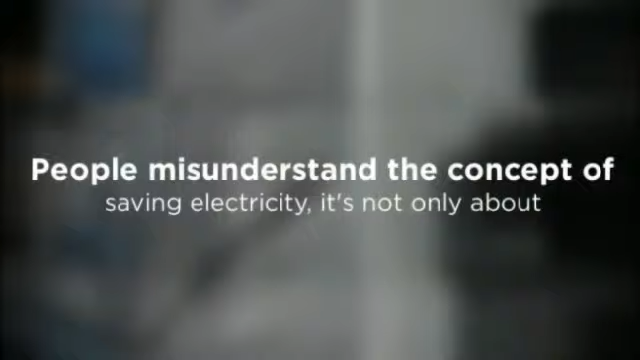 People misunderstand the concept of
saving electricity, it's not only about